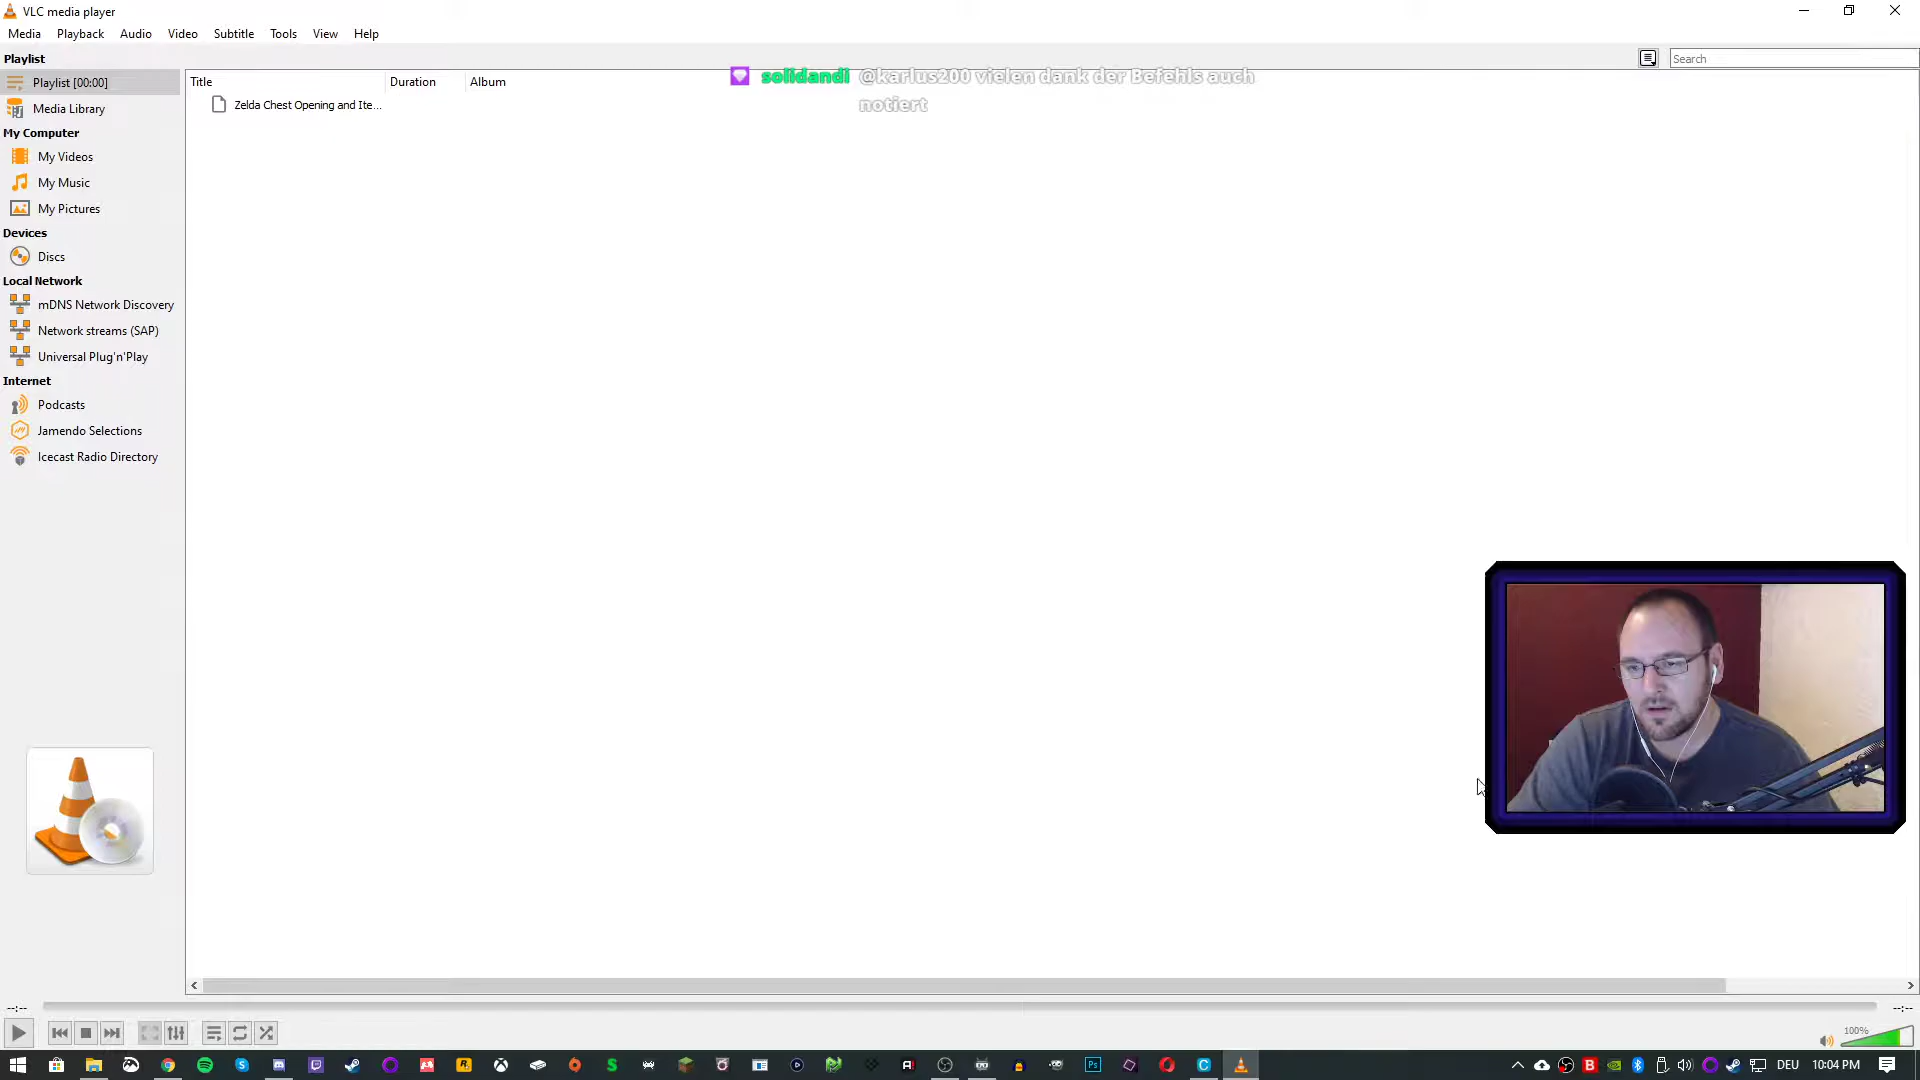 VLC media player
Media Playback Audio Video Subtitle Tools View Help
Playlist
Search
Playlist [00:00]
Title Duration Album
solidandi @karlus200 vielen dank der Befehls auch
notiert
Zelda Chest Opening and Ite...
Media Library
My Computer
My Videos
My Music
My Pictures
Devices
Discs
Local Network
mDNS Network Discovery
Network streams (SAP)
Universal Plug'n'Play
Internet
Podcasts
Jamendo Selections
Icecast Radio Directory
--:-- --:--
100%
DEU 10:04 PM